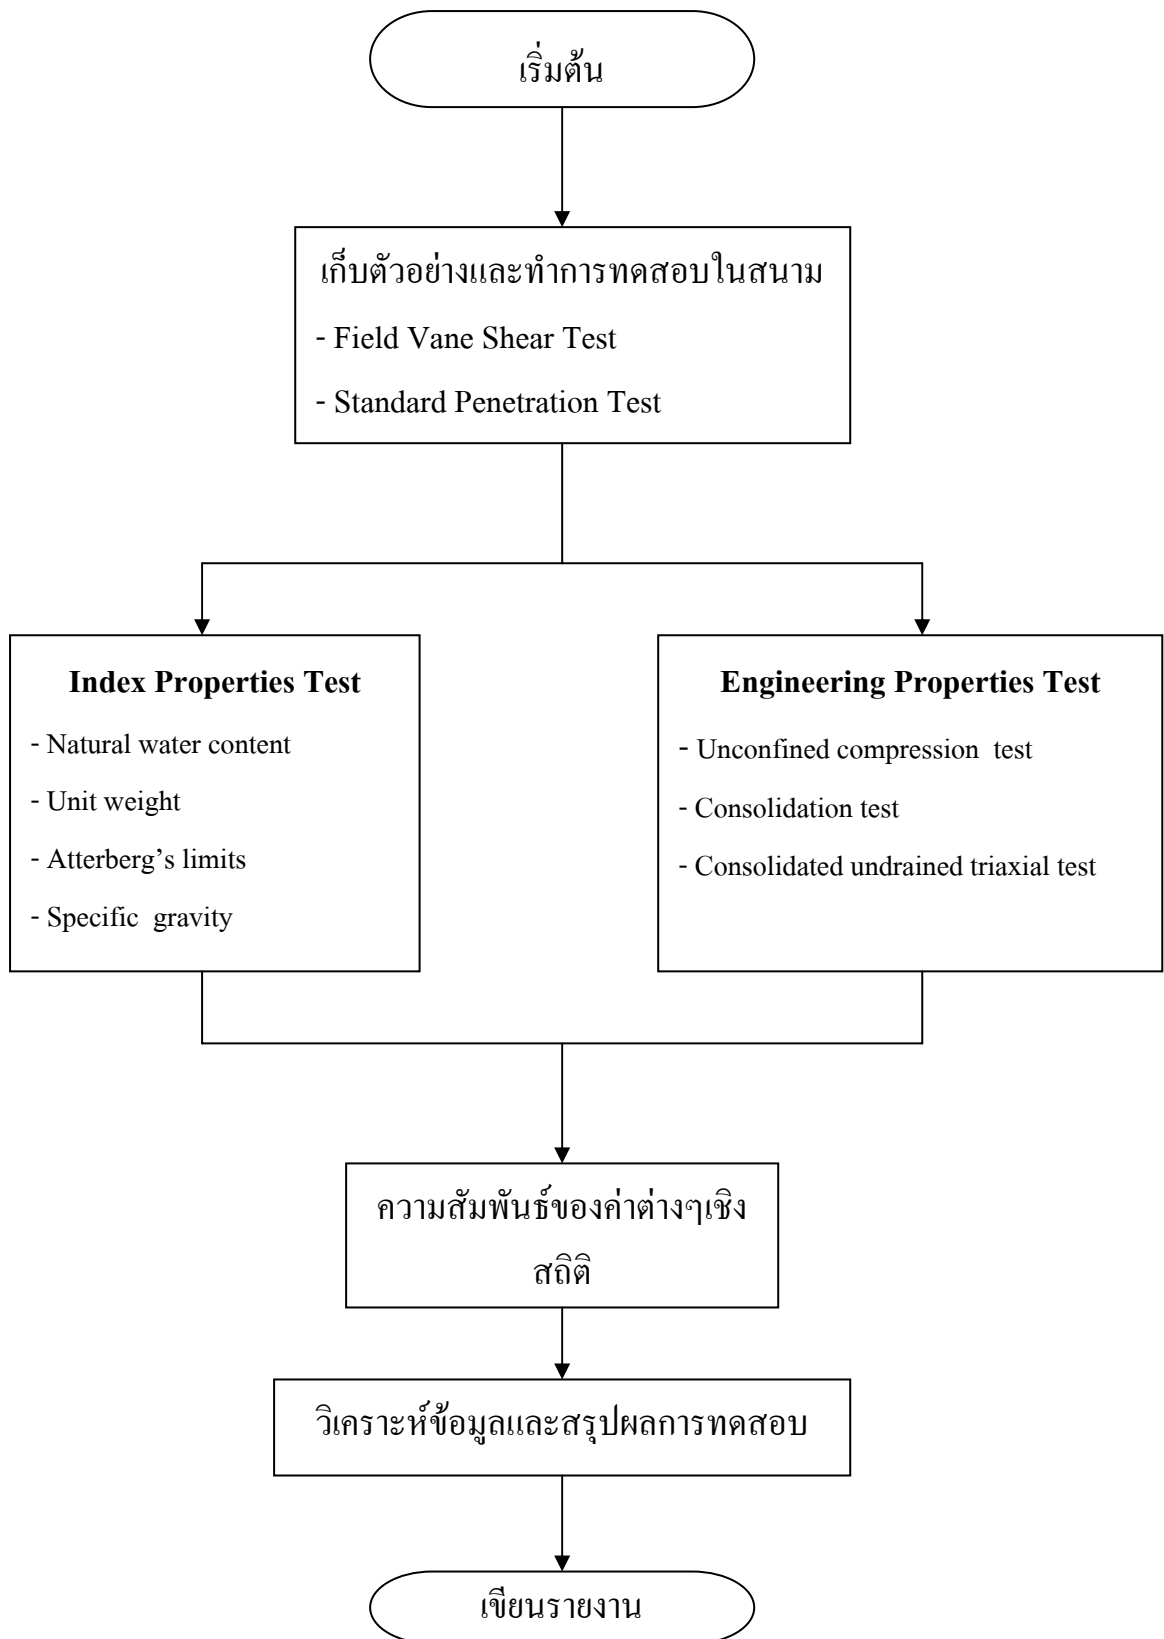 เริ่มต้น
เก็บตัวอย่างและทำการทดสอบในสนาม
- Field Vane Shear Test
- Standard Penetration Test
Index Properties Test
- Natural water content
- Unit weight
- Atterberg’s limits
- Specific gravity
Engineering Properties Test
- Unconfined compression test
- Consolidation test
- Consolidated undrained triaxial test
ความสัมพันธ์ของค่าต่างๆเชิง
สถิติ
วิเคราะห์ข้อมูลและสรุปผลการทดสอบ
เขียนรายงาน